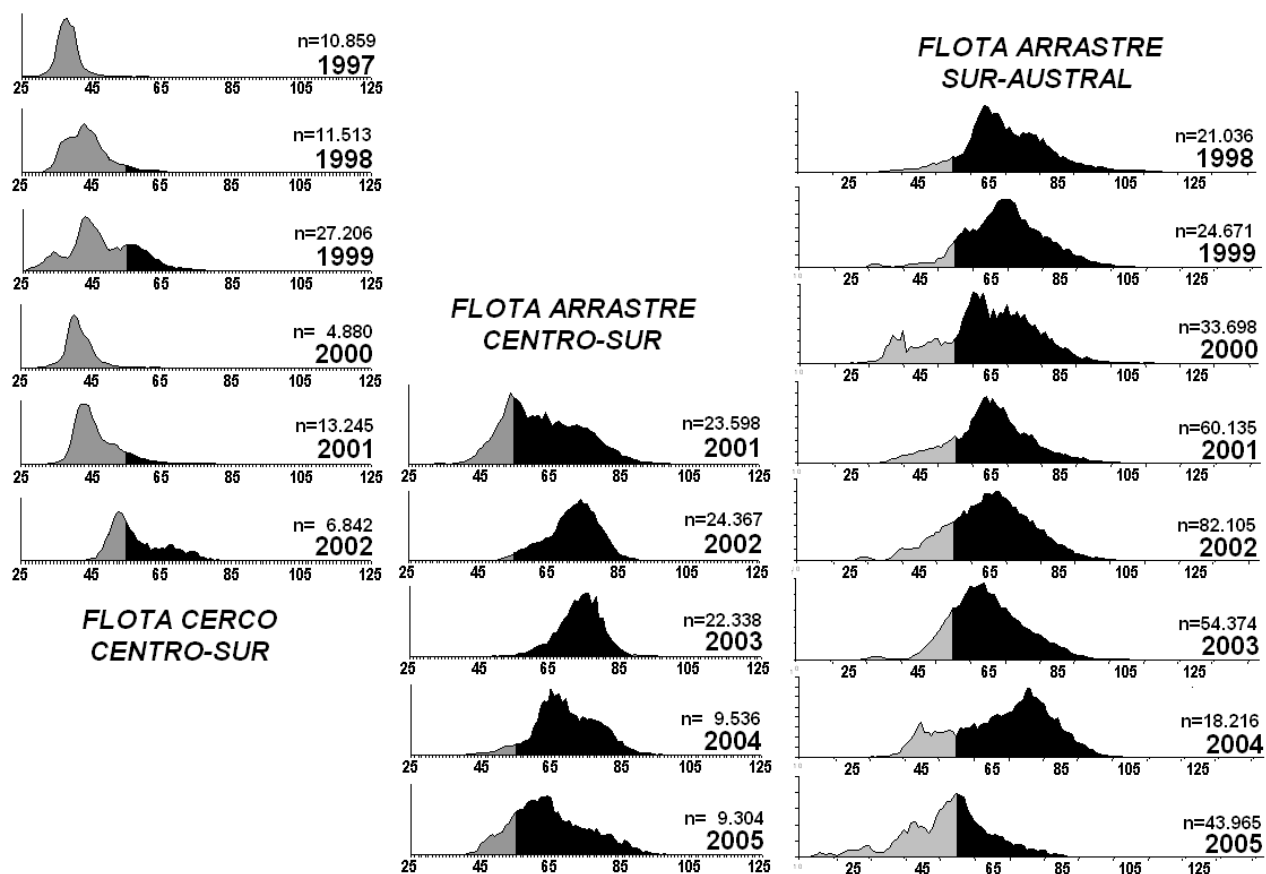 n=10.859
1997
25 45 65 85 105 125
n=11.513
1998
25 45 65 85 105 125
n=27.206
1999
25 45 65 85 105 125
n= 4.880
2000
25 45 65 85 105 125
n=13.245
2001
25 45 65 85 105 125
n= 6.842
2002
25 45 65 85 105 125
FLOTA CERCO
CENTRO-SUR
FLOTA ARRASTRE
CENTRO-SUR
n=23.598
2001
25 45 65 85 105 125
n=24.367
2002
25 45 65 85 105 125
n=22.338
2003
25 45 65 85 105 125
n= 9.536
2004
25 45 65 85 105 125
n= 9.304
2005
25 45 65 85 105 125
FLOTA ARRASTRE
SUR-AUSTRAL
n=21.036
1998
25 45 65 85 105 125
n=24.671
1999
25 45 65 85 105 125
n=33.698
2000
25 45 65 85 105 125
n=60.135
2001
25 45 65 85 105 125
n=82.105
2002
25 45 65 85 105 125
n=54.374
2003
25 45 65 85 105 125
n=18.216
2004
25 45 65 85 105 125
n=43.965
2005
25 45 65 85 105 125